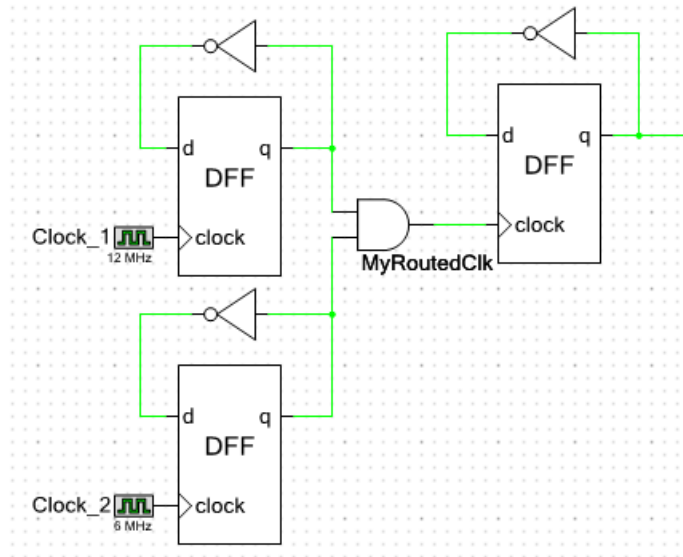 d q
DFF
Clock_1 clock
12 MHz
d q
DFF
clock
MyRoutedClk
d q
DFF
Clock_2 clock
6 MHz